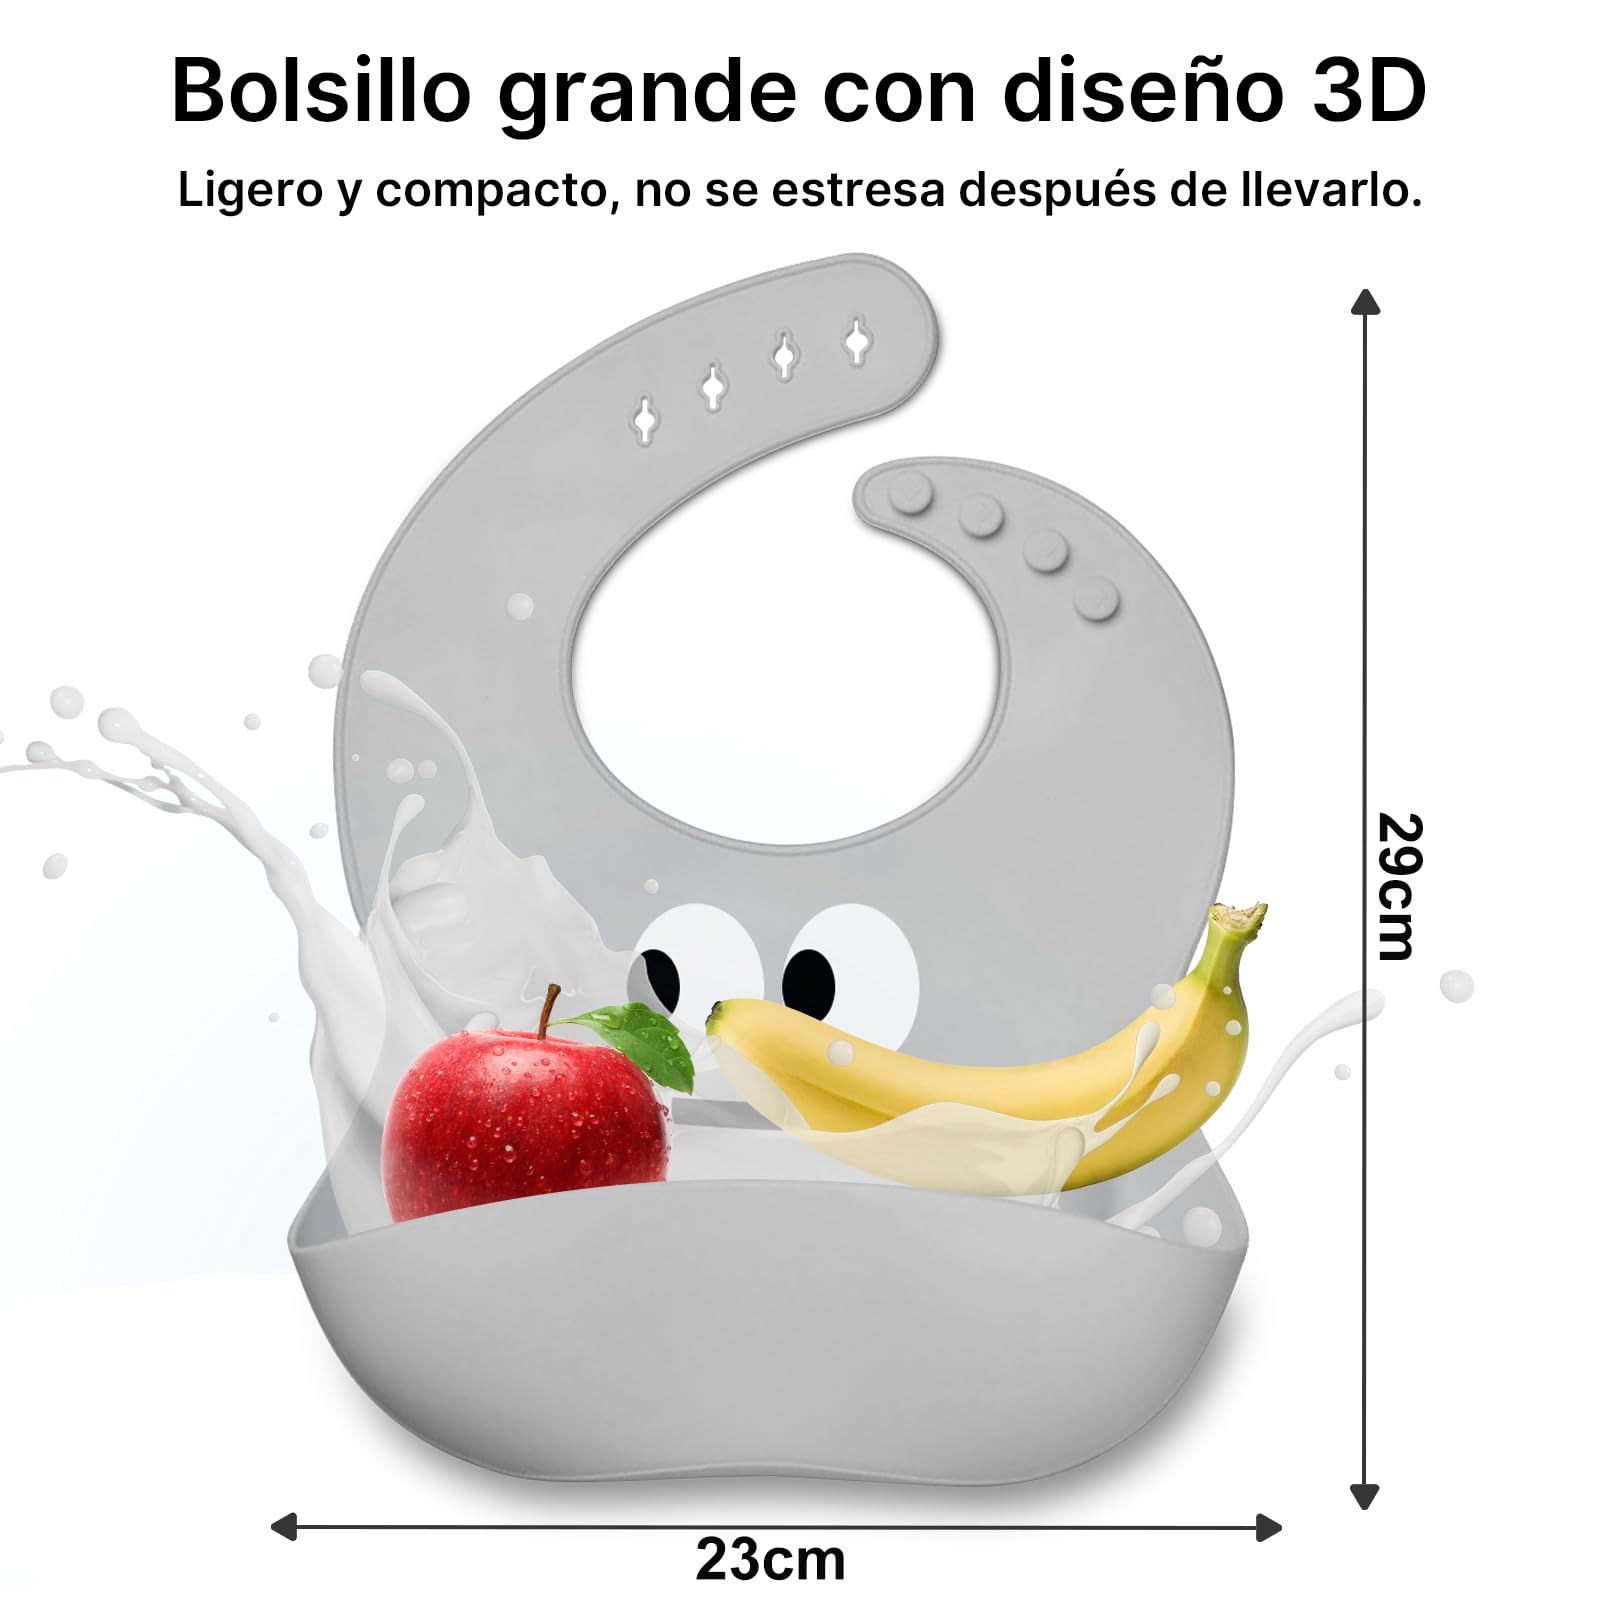 Bolsillo grande con diseño 3D
Ligero y compacto, no se estresa después de llevarlo.
29cm
23cm